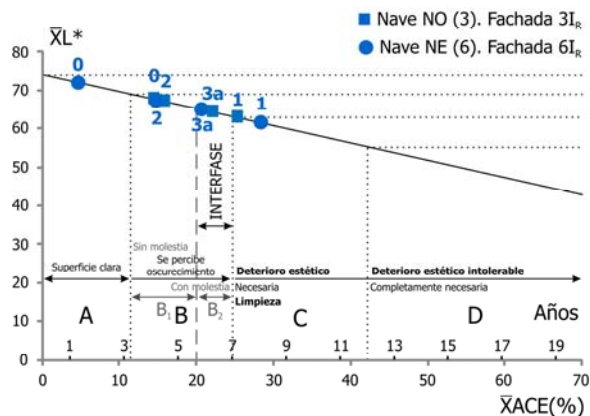 Nave NO (3). Fachada 3I_R
Nave NE (6). Fachada 6I_R
X̅L*
80
70
60
50
40
30
20
10
0
0
0 2
2
3a
3a
1
1
INTERFASE
Sin molestia
Se percibe
oscurecimiento
Superficie clara
Deterioro estético
Deterioro estético intolerable
Con molestia
Necesaria
Completamente necesaria
Limpieza
A
B₁
B
B₂
C
D
Años
1 3 5 7 9 11 13 15 17 19
0 10 20 30 40 50 60 70
X̅ACE(%)